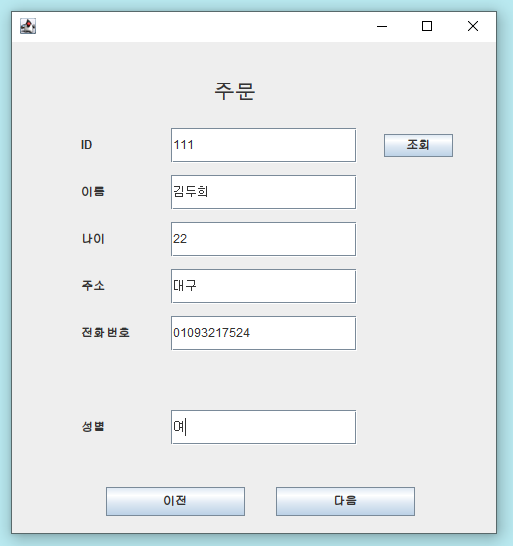 주문
ID 111 조회
이름 김두희
나이 22
주소 대구
전화번호 01093217524
성별 여
이전 다음